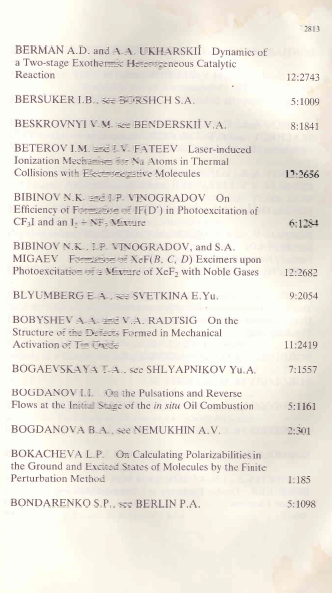 2813
BERMAN A.D. and A.A. UKHARSKIĬ Dynamics of
a Two-stage Exothermic Heterogeneous Catalytic
Reaction 12:2743
BERSUKER I.B., see BORSHCH S.A. 5:1009
BESKROVNYI V.M. see BENDERSKIĬ V.A. 8:1841
BETEROV I.M. and I.V. FATEEV Laser-induced
Ionization Mechanism for Na Atoms in Thermal
Collisions with Electronegative Molecules 12:2656
BIBINOV N.K. and I.P. VINOGRADOV On
Efficiency of Formation of IF(D′) in Photoexcitation of
CF₃I and an I₂ + NF₃ Mixture 6:1284
BIBINOV N.K., I.P. VINOGRADOV, and S.A.
MIGAEV Formation of XeF(B, C, D) Excimers upon
Photoexcitation of a Mixture of XeF₂ with Noble Gases 12:2682
BLYUMBERG E.A., see SVETKINA E.Yu. 9:2054
BOBYSHEV A.A. and V.A. RADTSIG On the
Structure of the Defects Formed in Mechanical
Activation of Tin Oxide 11:2419
BOGAEVSKAYA T.A., see SHLYAPNIKOV Yu.A. 7:1557
BOGDANOV I.I. On the Pulsations and Reverse
Flows at the Initial Stage of the in situ Oil Combustion 5:1161
BOGDANOVA B.A., see NEMUKHIN A.V. 2:301
BOKACHEVA L.P. On Calculating Polarizabilities in
the Ground and Excited States of Molecules by the Finite
Perturbation Method 1:185
BONDARENKO S.P., see BERLIN P.A. 5:1098